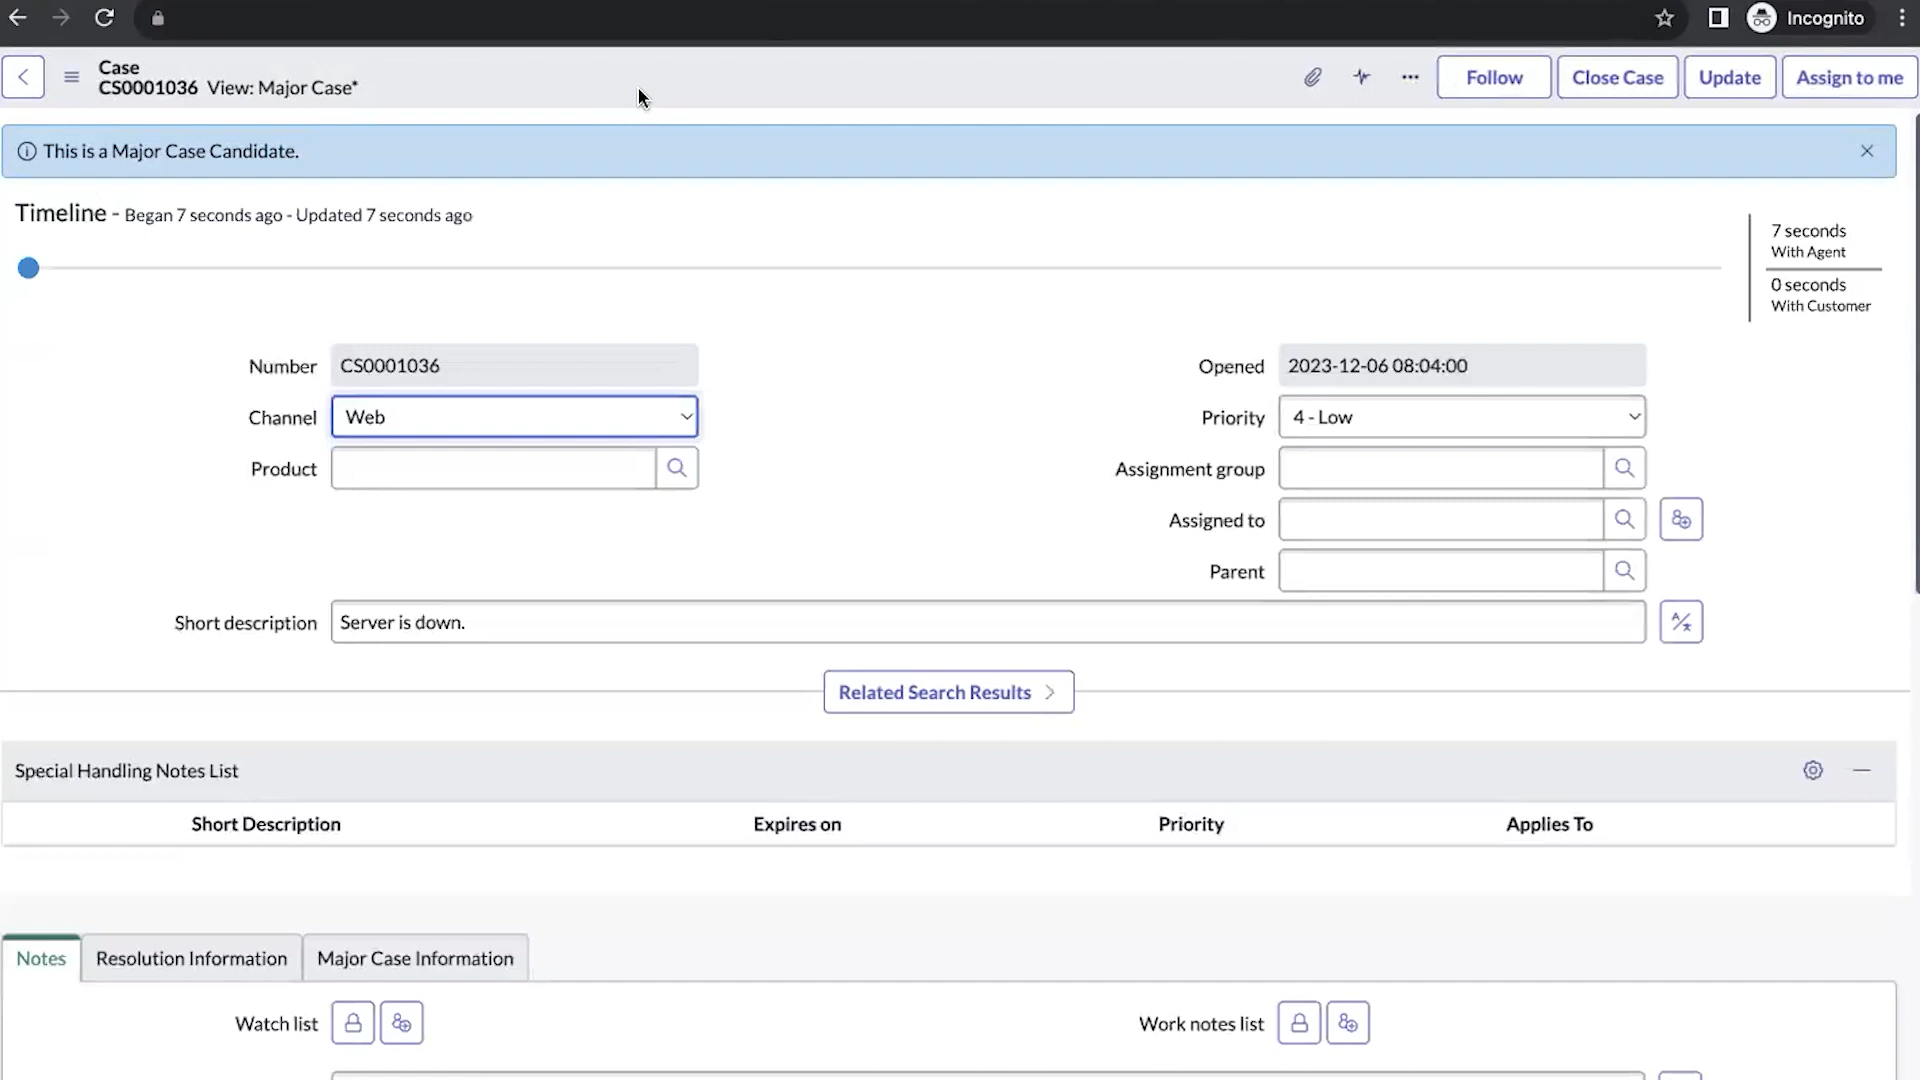 Incognito
Case
CS0001036 View: Major Case*
Follow
Close Case
Update
Assign to me
This is a Major Case Candidate.
Timeline - Began 7 seconds ago - Updated 7 seconds ago
7 seconds
With Agent
0 seconds
With Customer
Number CS0001036
Opened 2023-12-06 08:04:00
Channel Web
Priority 4 - Low
Product
Assignment group
Assigned to
Parent
Short description Server is down.
Related Search Results
Special Handling Notes List
Short Description Expires on Priority Applies To
Notes Resolution Information Major Case Information
Watch list
Work notes list